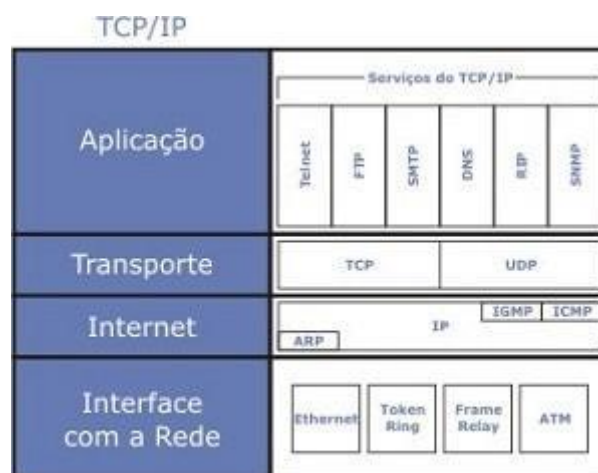 TCP/IP
Aplicação
Serviços do TCP/IP
Telnet
FTP
SMTP
DNS
RIP
SNMP
Transporte
TCP
UDP
Internet
IGMP
ICMP
IP
ARP
Interface
com a Rede
Ethernet
Token
Ring
Frame
Relay
ATM